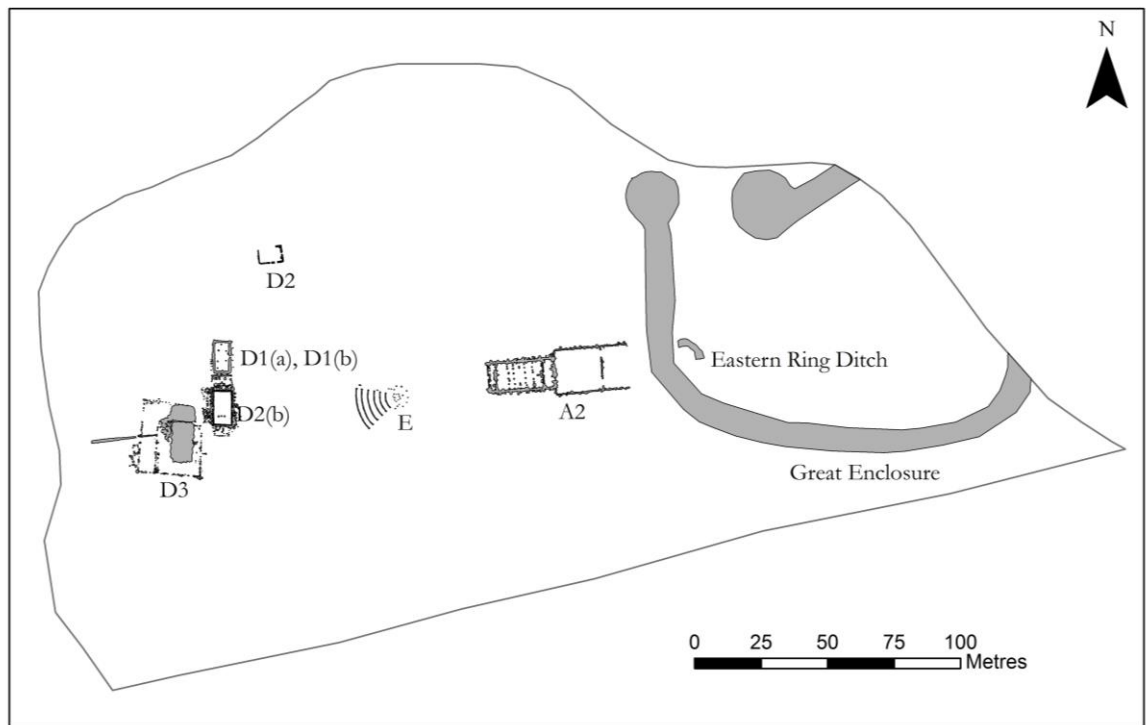 N
D2
D1(a), D1(b)
Eastern Ring Ditch
D2(b)
A2
E
Great Enclosure
D3
0 25 50 75 100
Metres